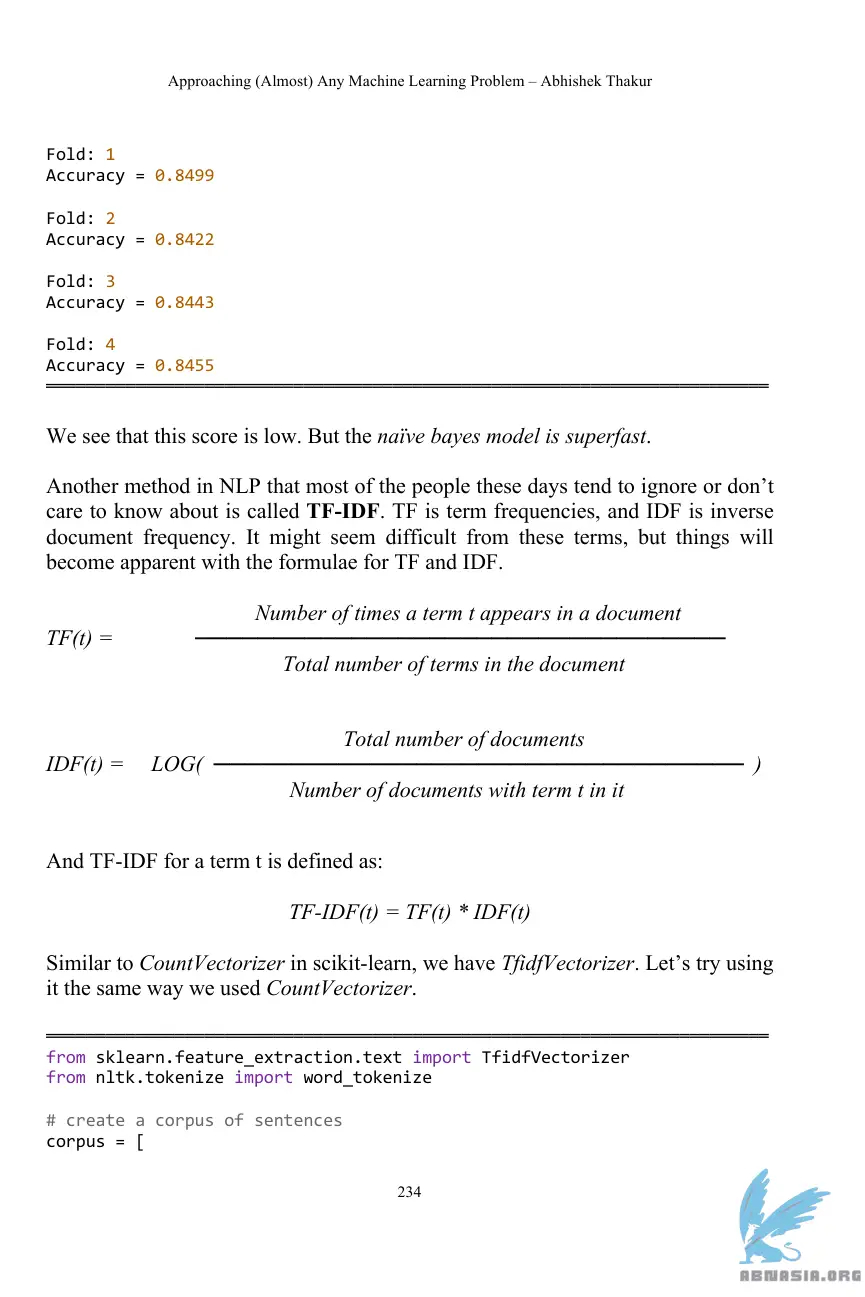 Approaching (Almost) Any Machine Learning Problem – Abhishek Thakur
Fold: 1
Accuracy = 0.8499
Fold: 2
Accuracy = 0.8422
Fold: 3
Accuracy = 0.8443
Fold: 4
Accuracy = 0.8455
We see that this score is low. But the naïve bayes model is superfast.
Another method in NLP that most of the people these days tend to ignore or don’t
care to know about is called TF-IDF. TF is term frequencies, and IDF is inverse
document frequency. It might seem difficult from these terms, but things will
become apparent with the formulae for TF and IDF.
Number of times a term t appears in a document
TF(t) =
Total number of terms in the document
Total number of documents
IDF(t) = LOG( )
Number of documents with term t in it
And TF-IDF for a term t is defined as:
TF-IDF(t) = TF(t) * IDF(t)
Similar to CountVectorizer in scikit-learn, we have TfidfVectorizer. Let’s try using
it the same way we used CountVectorizer.
from sklearn.feature_extraction.text import TfidfVectorizer
from nltk.tokenize import word_tokenize
# create a corpus of sentences
corpus = [
234
ABNASIA.ORG